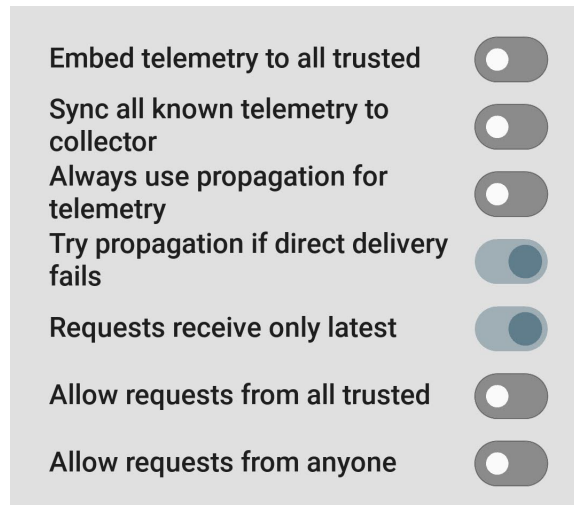 Embed telemetry to all trusted
Sync all known telemetry to
collector
Always use propagation for
telemetry
Try propagation if direct delivery
fails
Requests receive only latest
Allow requests from all trusted
Allow requests from anyone